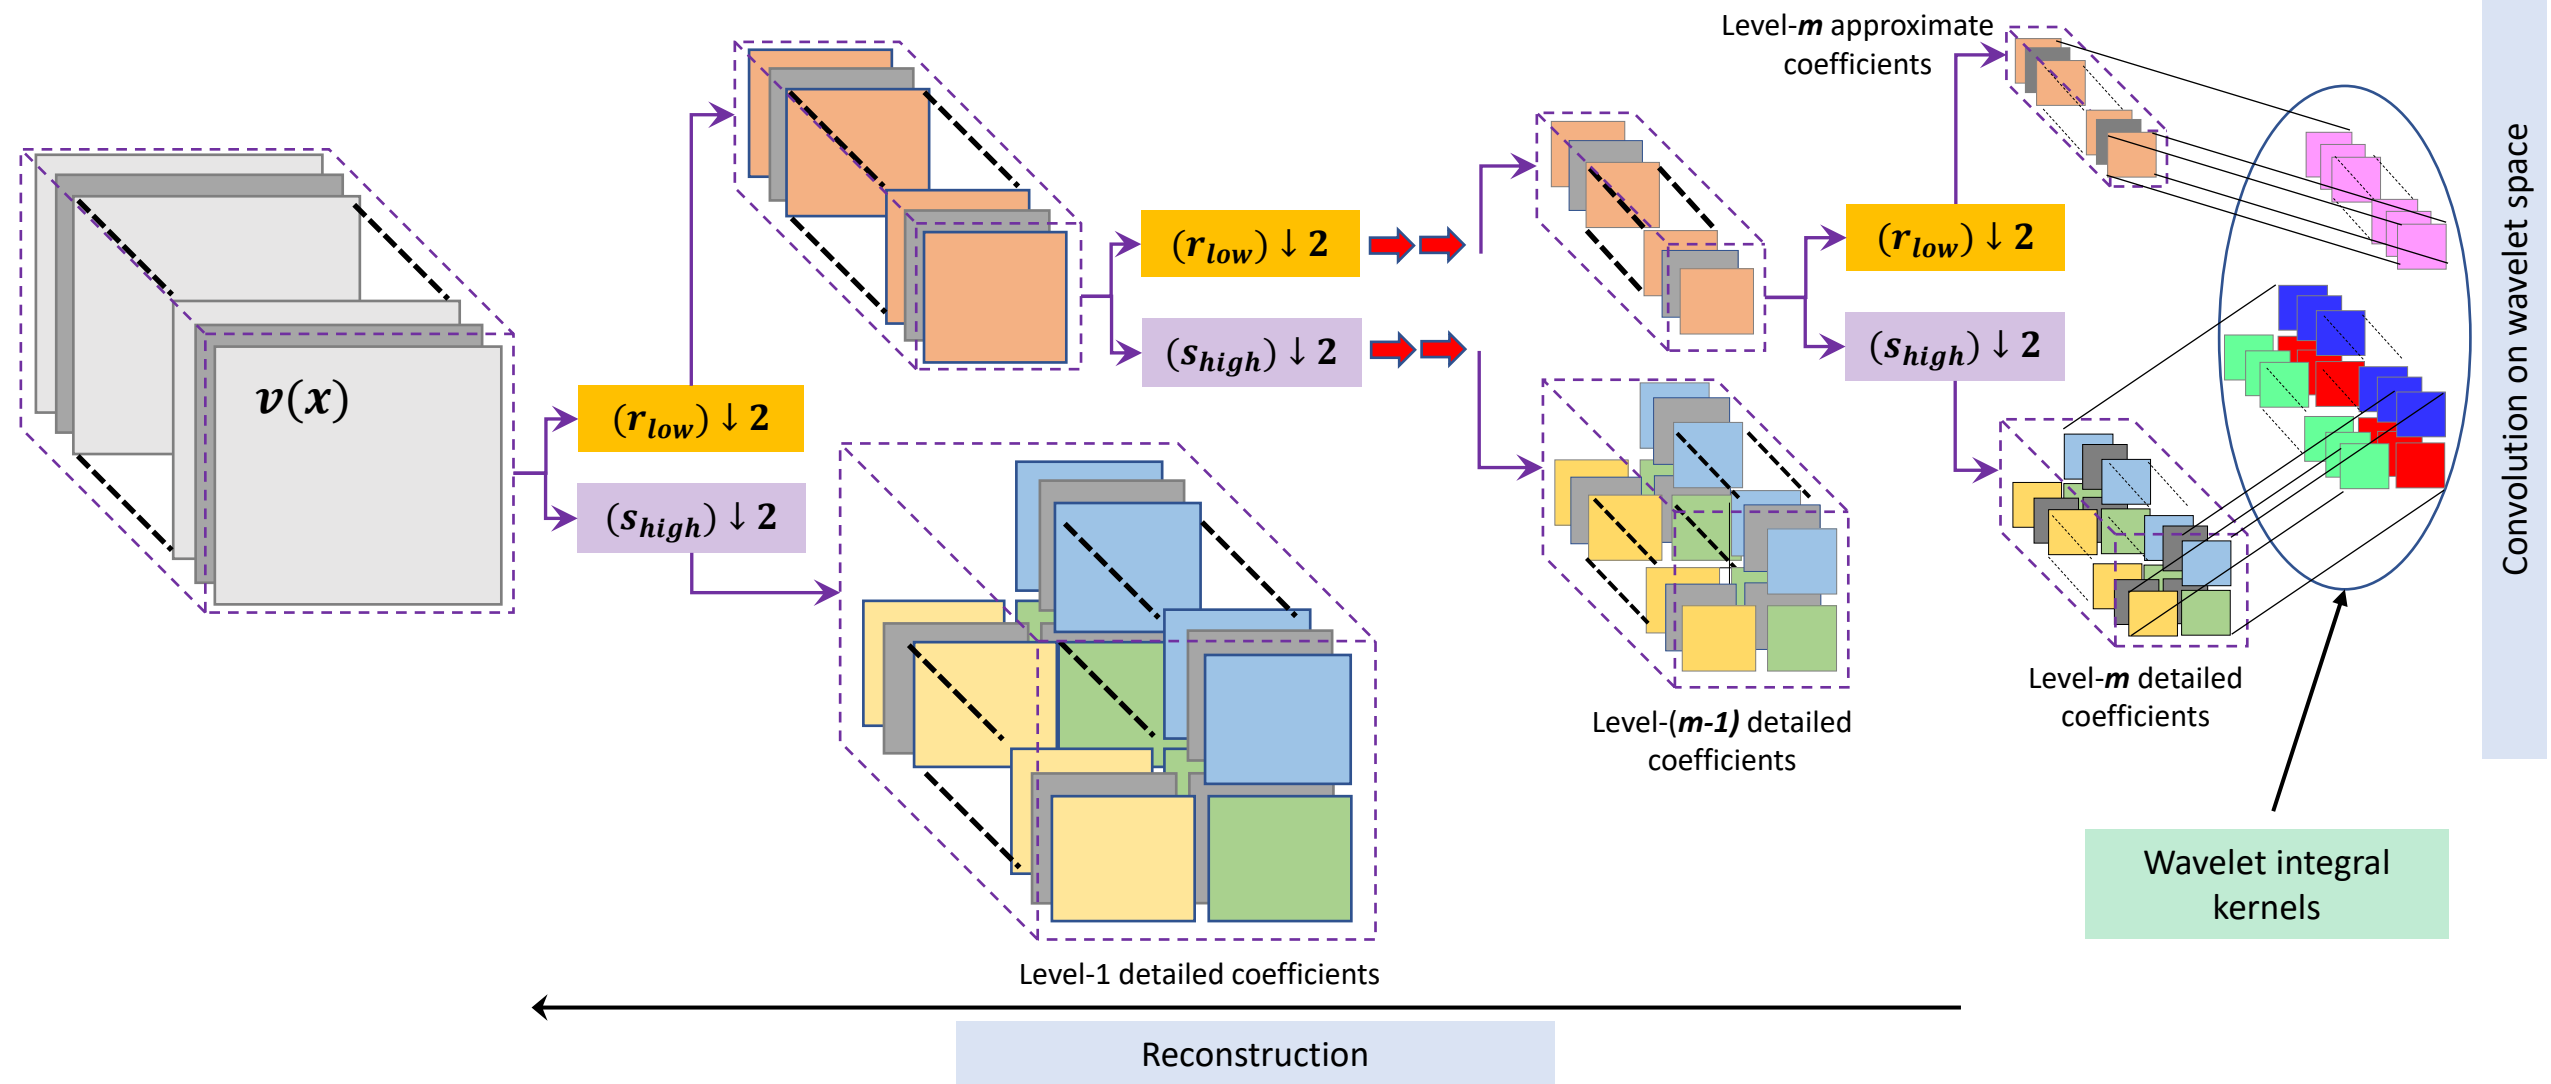 Level-m approximate
coefficients
v(x)
(r_low) ↓ 2
(s_high) ↓ 2
(r_low) ↓ 2
(s_high) ↓ 2
(r_low) ↓ 2
(s_high) ↓ 2
Level-1 detailed coefficients
Level-(m-1) detailed
coefficients
Level-m detailed
coefficients
Wavelet integral
kernels
Convolution on wavelet space
Reconstruction